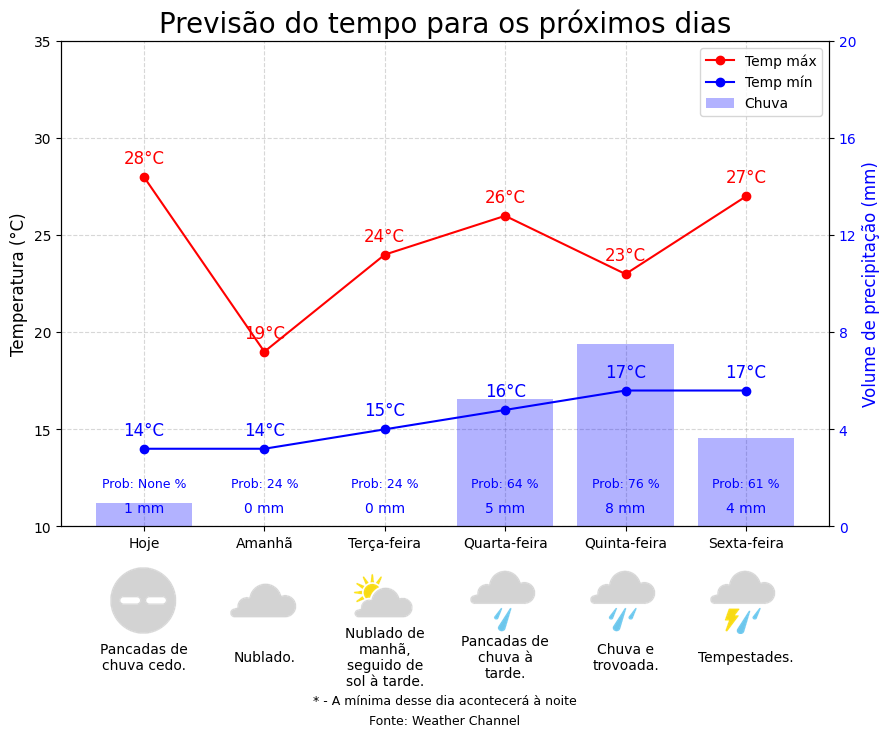 Previsão do tempo para os próximos dias
Temperatura (°C)
35
30
25
20
15
10
Volume de precipitação (mm)
20
16
12
8
4
0
Temp máx
Temp mín
Chuva
28°C
19°C
24°C
26°C
23°C
27°C
14°C
14°C
15°C
16°C
17°C
17°C
Prob: None %
Prob: 24 %
Prob: 24 %
Prob: 64 %
Prob: 76 %
Prob: 61 %
1 mm
0 mm
0 mm
5 mm
8 mm
4 mm
Hoje
Amanhã
Terça-feira
Quarta-feira
Quinta-feira
Sexta-feira
Pancadas de
chuva cedo.
Nublado.
Nublado de
manhã,
seguido de
sol à tarde.
Pancadas de
chuva à
tarde.
Chuva e
trovoada.
Tempestades.
* - A mínima desse dia acontecerá à noite
Fonte: Weather Channel